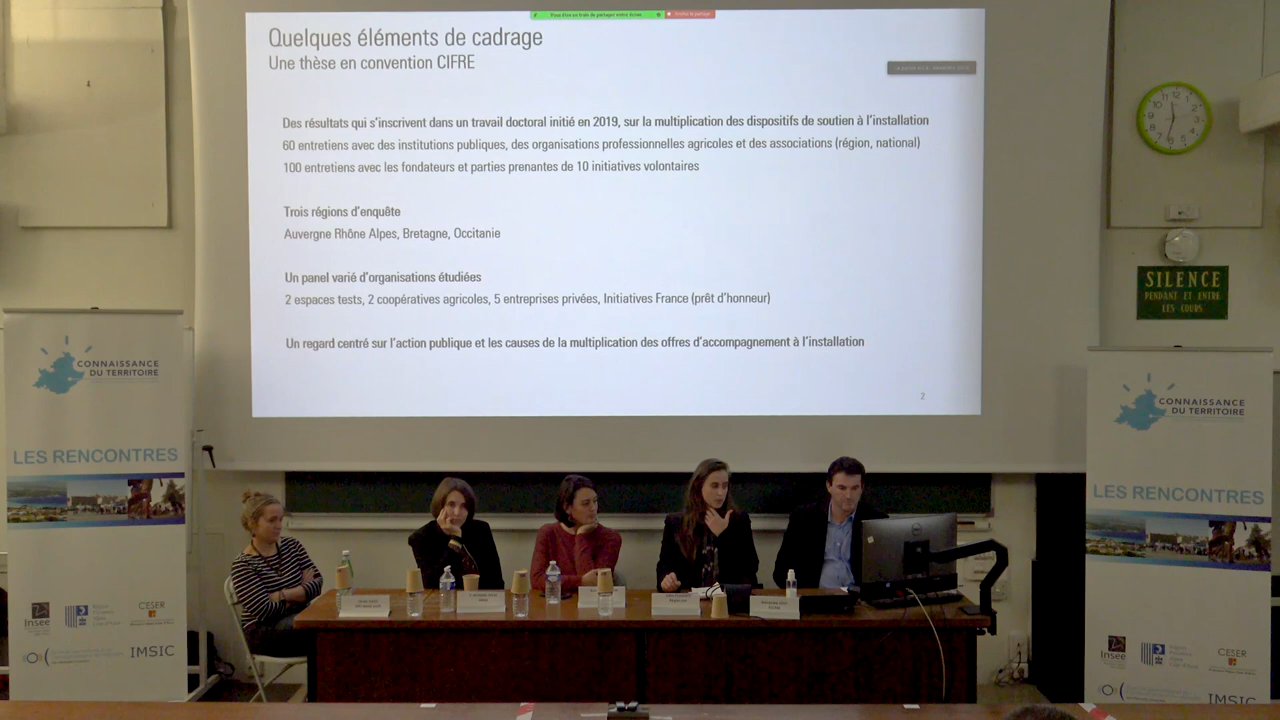 Quelques éléments de cadrage
Une thèse en convention CIFRE
Des résultats qui s'inscrivent dans un travail doctoral initié en 2019, sur la multiplication des dispositifs de soutien à l'installation
60 entretiens avec des institutions publiques, des organisations professionnelles agricoles et des associations (région, national)
100 entretiens avec les fondateurs et parties prenantes de 10 initiatives volontaires
Trois régions d'enquête
Auvergne Rhône Alpes, Bretagne, Occitanie
Un panel varié d'organisations étudiées
2 espaces tests, 2 coopératives agricoles, 5 entreprises privées, Initiatives France (prêt d'honneur)
Un regard centré sur l'action publique et les causes de la multiplication des offres d'accompagnement à l'installation
2
SILENCE
PENDANT ET ENTRE
LES COURS
CONNAISSANCE
DU TERRITOIRE
LES RENCONTRES
Insee
CESER
IMSIC
CONNAISSANCE
DU TERRITOIRE
LES RENCONTRES
Insee
CESER
IMSIC